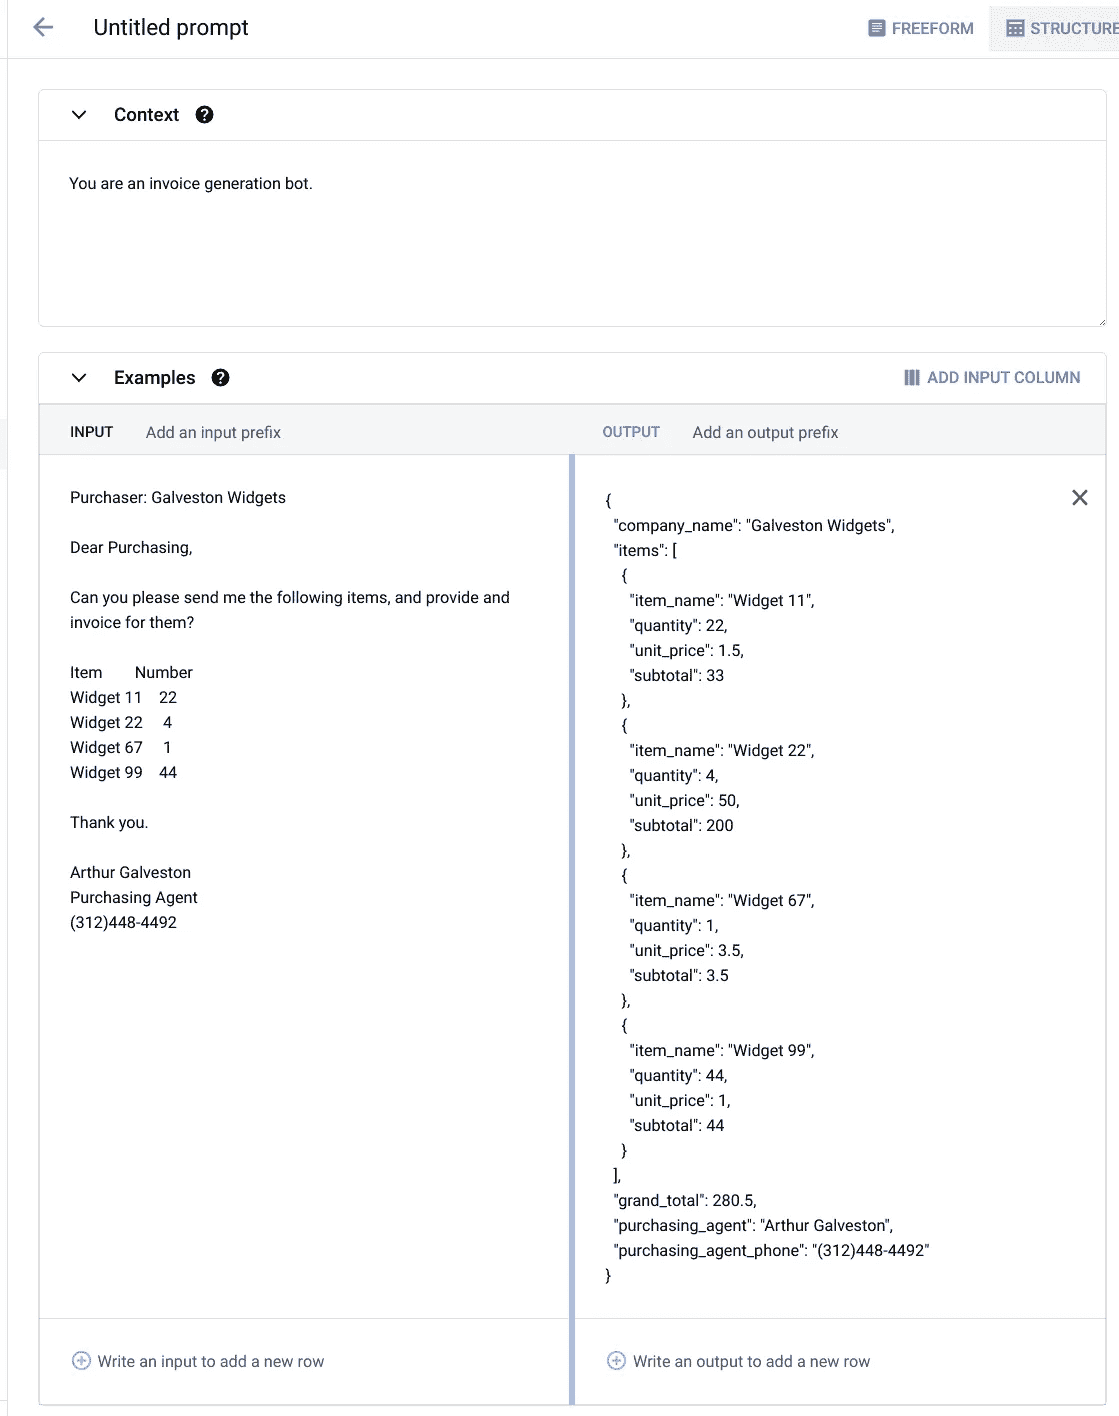 Untitled prompt
FREEFORM
STRUCTURE
Context
You are an invoice generation bot.
Examples
ADD INPUT COLUMN
INPUT
Add an input prefix
OUTPUT
Add an output prefix
Purchaser: Galveston Widgets
Dear Purchasing,
Can you please send me the following items, and provide and
invoice for them?
Item Number
Widget 11 22
Widget 22 4
Widget 67 1
Widget 99 44
Thank you.
Arthur Galveston
Purchasing Agent
(312)448-4492
{
"company_name": "Galveston Widgets",
"items": [
{
"item_name": "Widget 11",
"quantity": 22,
"unit_price": 1.5,
"subtotal": 33
},
{
"item_name": "Widget 22",
"quantity": 4,
"unit_price": 50,
"subtotal": 200
},
{
"item_name": "Widget 67",
"quantity": 1,
"unit_price": 3.5,
"subtotal": 3.5
},
{
"item_name": "Widget 99",
"quantity": 44,
"unit_price": 1,
"subtotal": 44
}
],
"grand_total": 280.5,
"purchasing_agent": "Arthur Galveston",
"purchasing_agent_phone": "(312)448-4492"
}
Write an input to add a new row
Write an output to add a new row